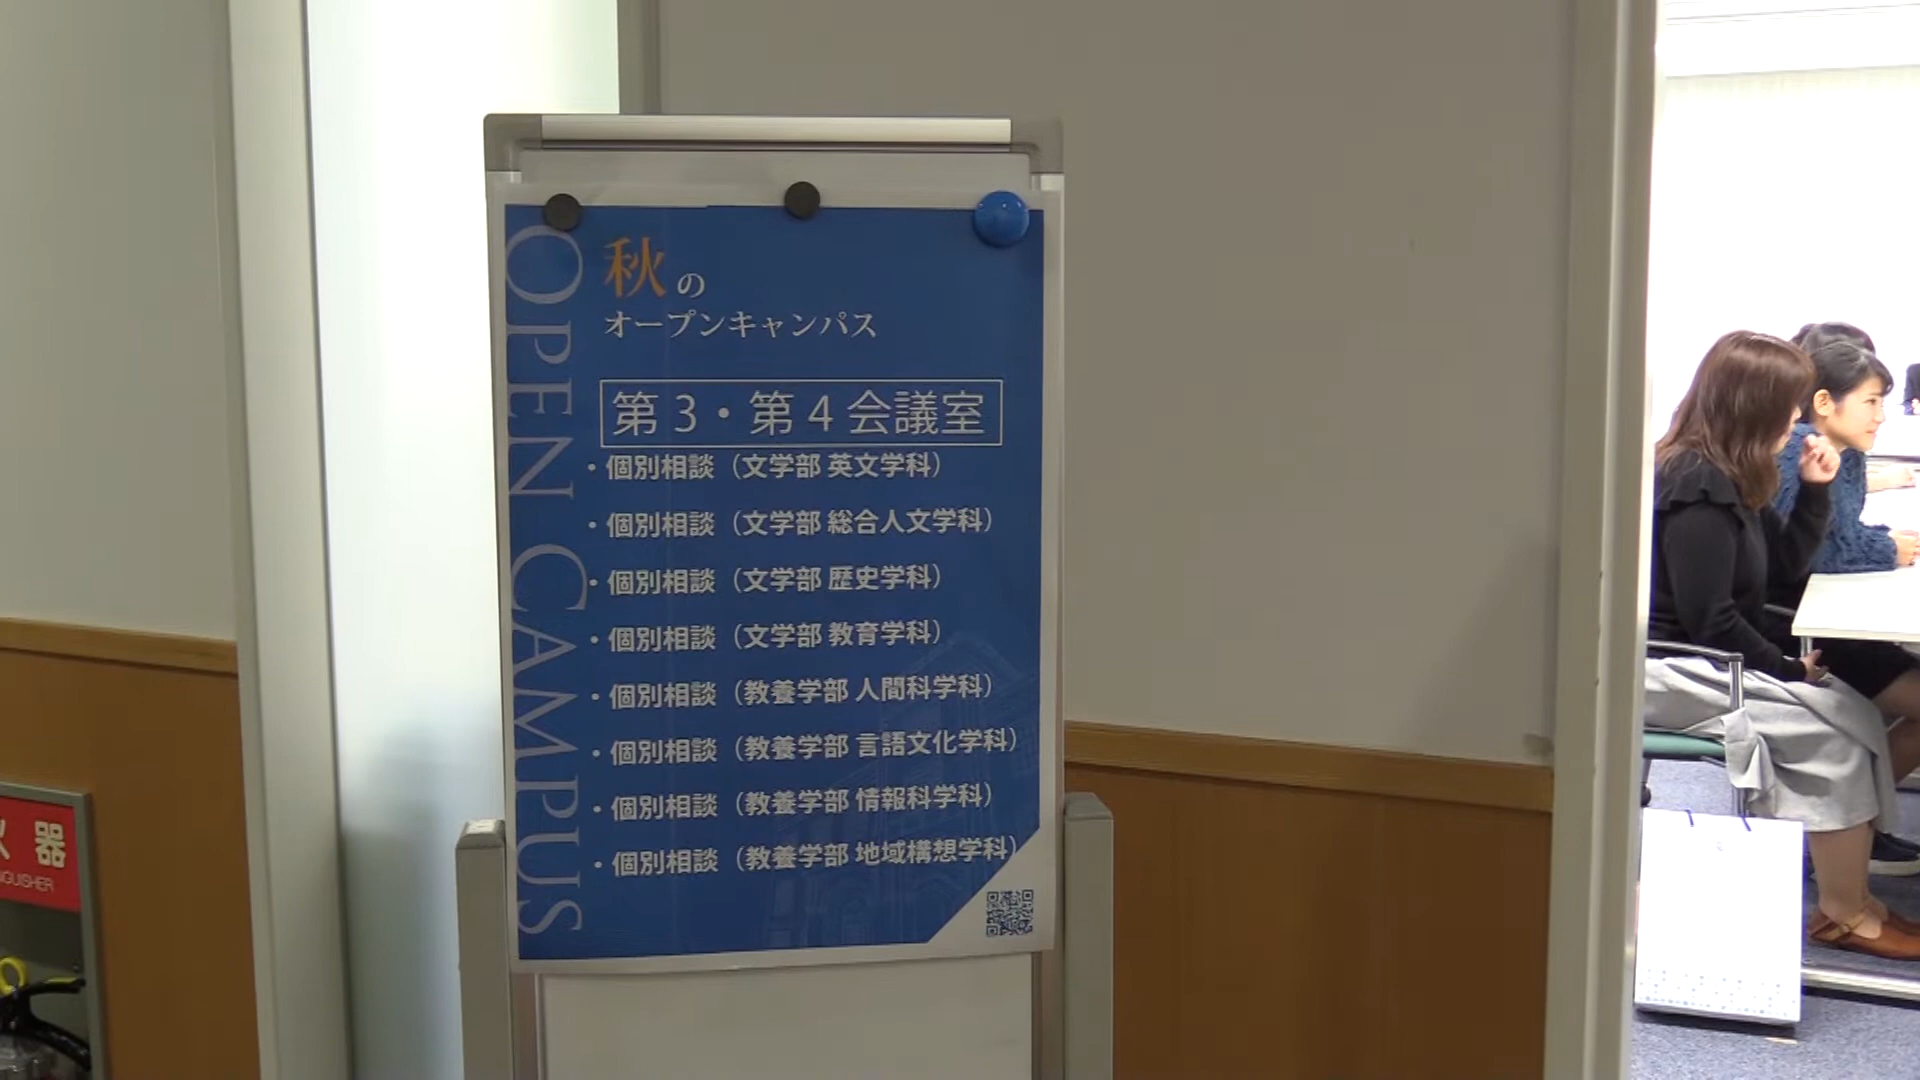 OPEN CAMPUS
秋の
オープンキャンパス
第3・第4会議室
・個別相談（文学部 英文学科）
・個別相談（文学部 総合人文学科）
・個別相談（文学部 歴史学科）
・個別相談（文学部 教育学科）
・個別相談（教養学部 人間科学科）
・個別相談（教養学部 言語文化学科）
・個別相談（教養学部 情報科学科）
・個別相談（教養学部 地域構想学科）
器